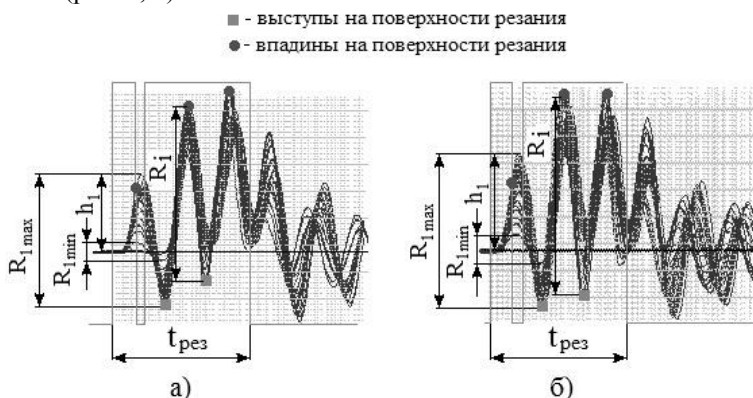 - выступы на поверхности резания
- впадины на поверхности резания
R1max
R1min
h1
Ri
tрез
а)
R1max
R1min
h1
Ri
tрез
б)